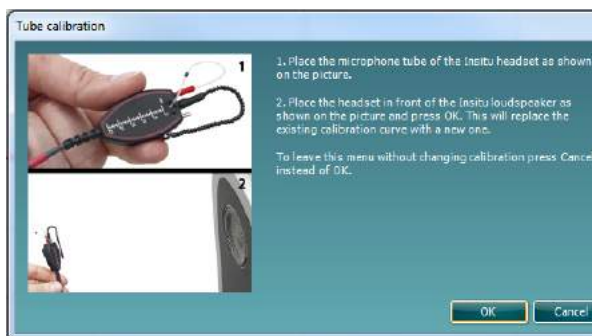 Tube calibration
1
1. Place the microphone tube of the Insitu headset as shown
on the picture.
2. Place the headset in front of the Insitu loudspeaker as
shown on the picture and press OK. This will replace the
existing calibration curve with a new one.
To leave this menu without changing calibration press Cancel
instead of OK.
2
OK
Cancel